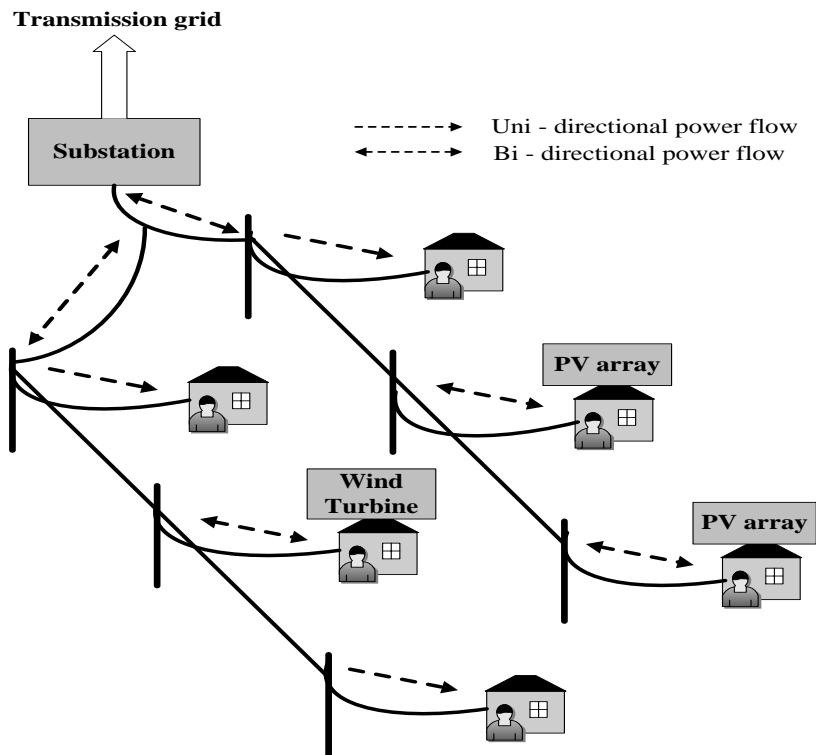 Transmission grid
Substation
Uni - directional power flow
Bi - directional power flow
PV array
Wind
Turbine
PV array